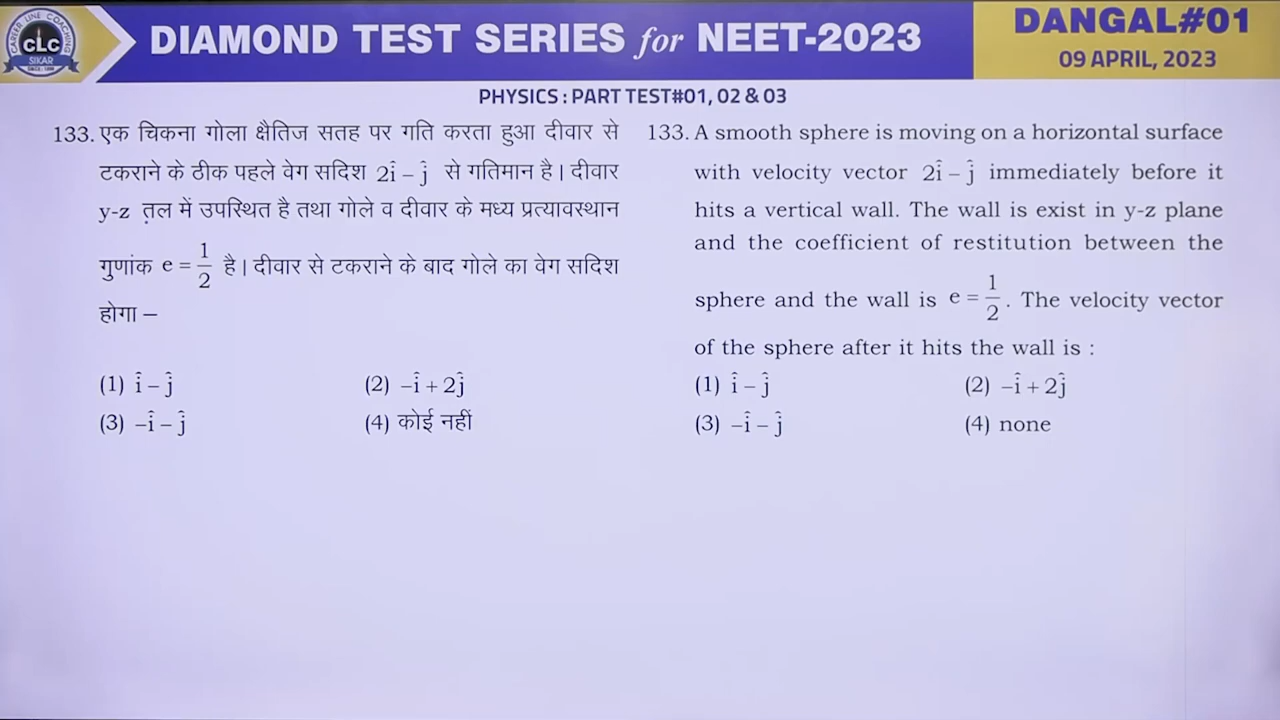 CAREER LINE COACHING
CLC
SIKAR
DIAMOND TEST SERIES for NEET-2023
DANGAL#01
09 APRIL, 2023
PHYSICS : PART TEST#01, 02 & 03
133. एक चिकना गोला क्षैतिज सतह पर गति करता हुआ दीवार से
टकराने के ठीक पहले वेग सदिश 2î – ĵ से गतिमान है। दीवार
y-z तल में उपस्थित है तथा गोले व दीवार के मध्य प्रत्यावस्थान
गुणांक e = 1/2 है। दीवार से टकराने के बाद गोले का वेग सदिश
होगा –
(1) î – ĵ (2) –î + 2ĵ
(3) –î – ĵ (4) कोई नहीं
133. A smooth sphere is moving on a horizontal surface
with velocity vector 2î – ĵ immediately before it
hits a vertical wall. The wall is exist in y-z plane
and the coefficient of restitution between the
sphere and the wall is e = 1/2. The velocity vector
of the sphere after it hits the wall is :
(1) î – ĵ (2) –î + 2ĵ
(3) –î – ĵ (4) none